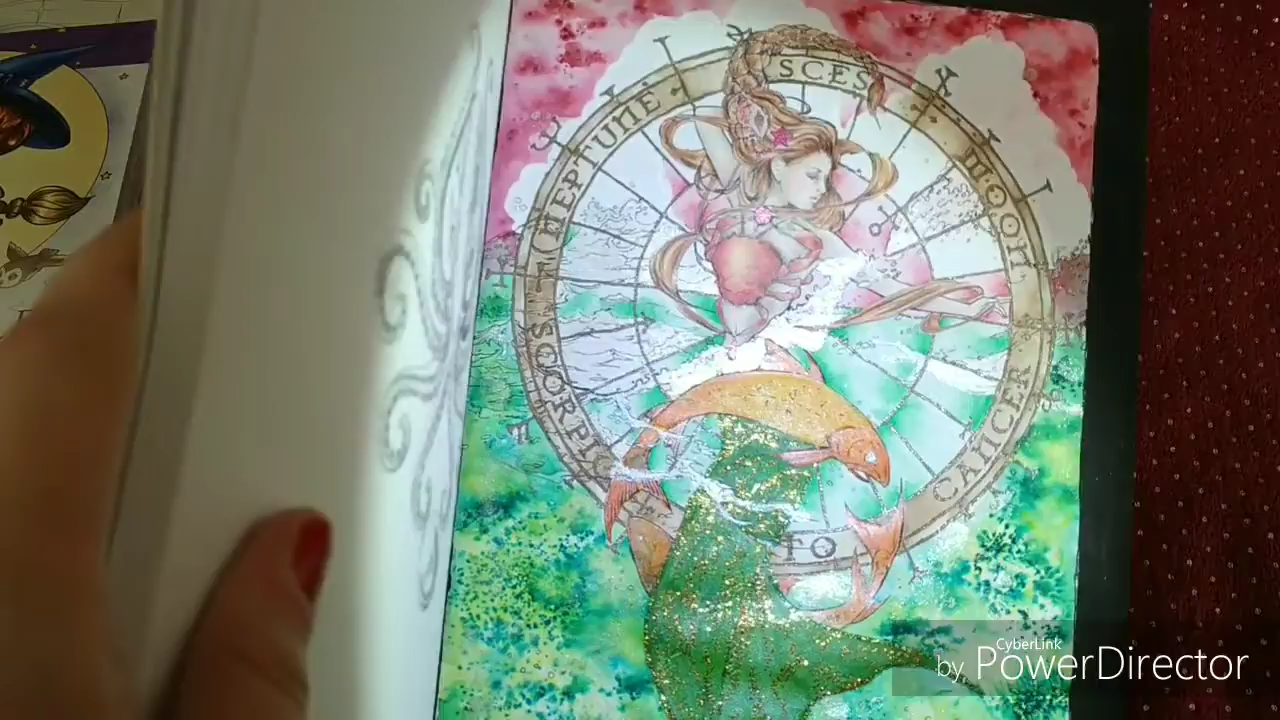 SCES
NEPTUNE
MOON
SCORPIO
CANCER
TO
CyberLink
by PowerDirector